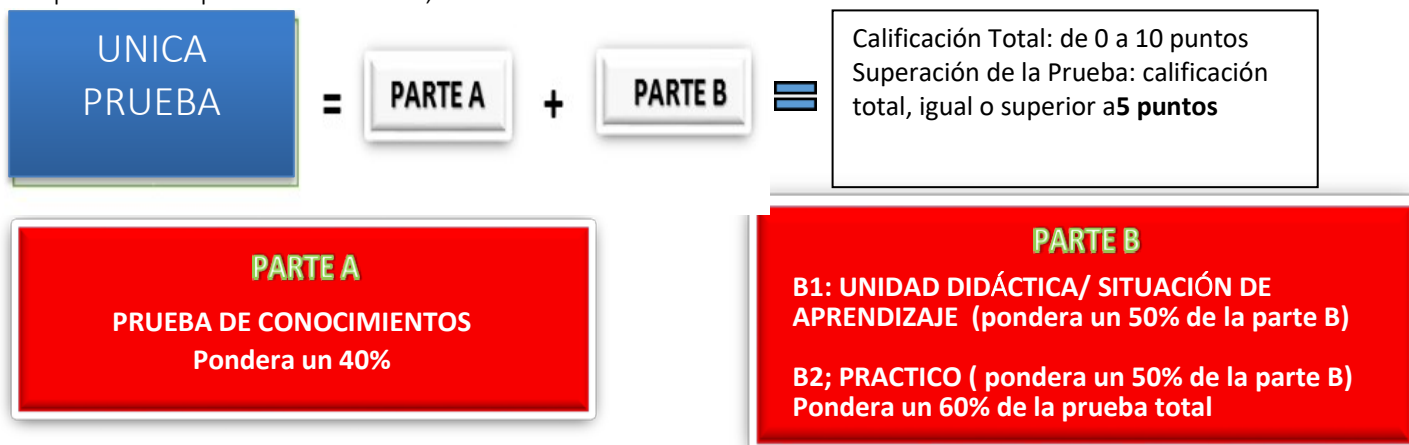 UNICA
PRUEBA
=
PARTE A
+
PARTE B
=
Calificación Total: de 0 a 10 puntos
Superación de la Prueba: calificación
total, igual o superior a5 puntos
PARTE A
PRUEBA DE CONOCIMIENTOS
Pondera un 40%
PARTE B
B1: UNIDAD DIDÁCTICA/ SITUACIÓN DE
APRENDIZAJE (pondera un 50% de la parte B)
B2; PRACTICO ( pondera un 50% de la parte B)
Pondera un 60% de la prueba total